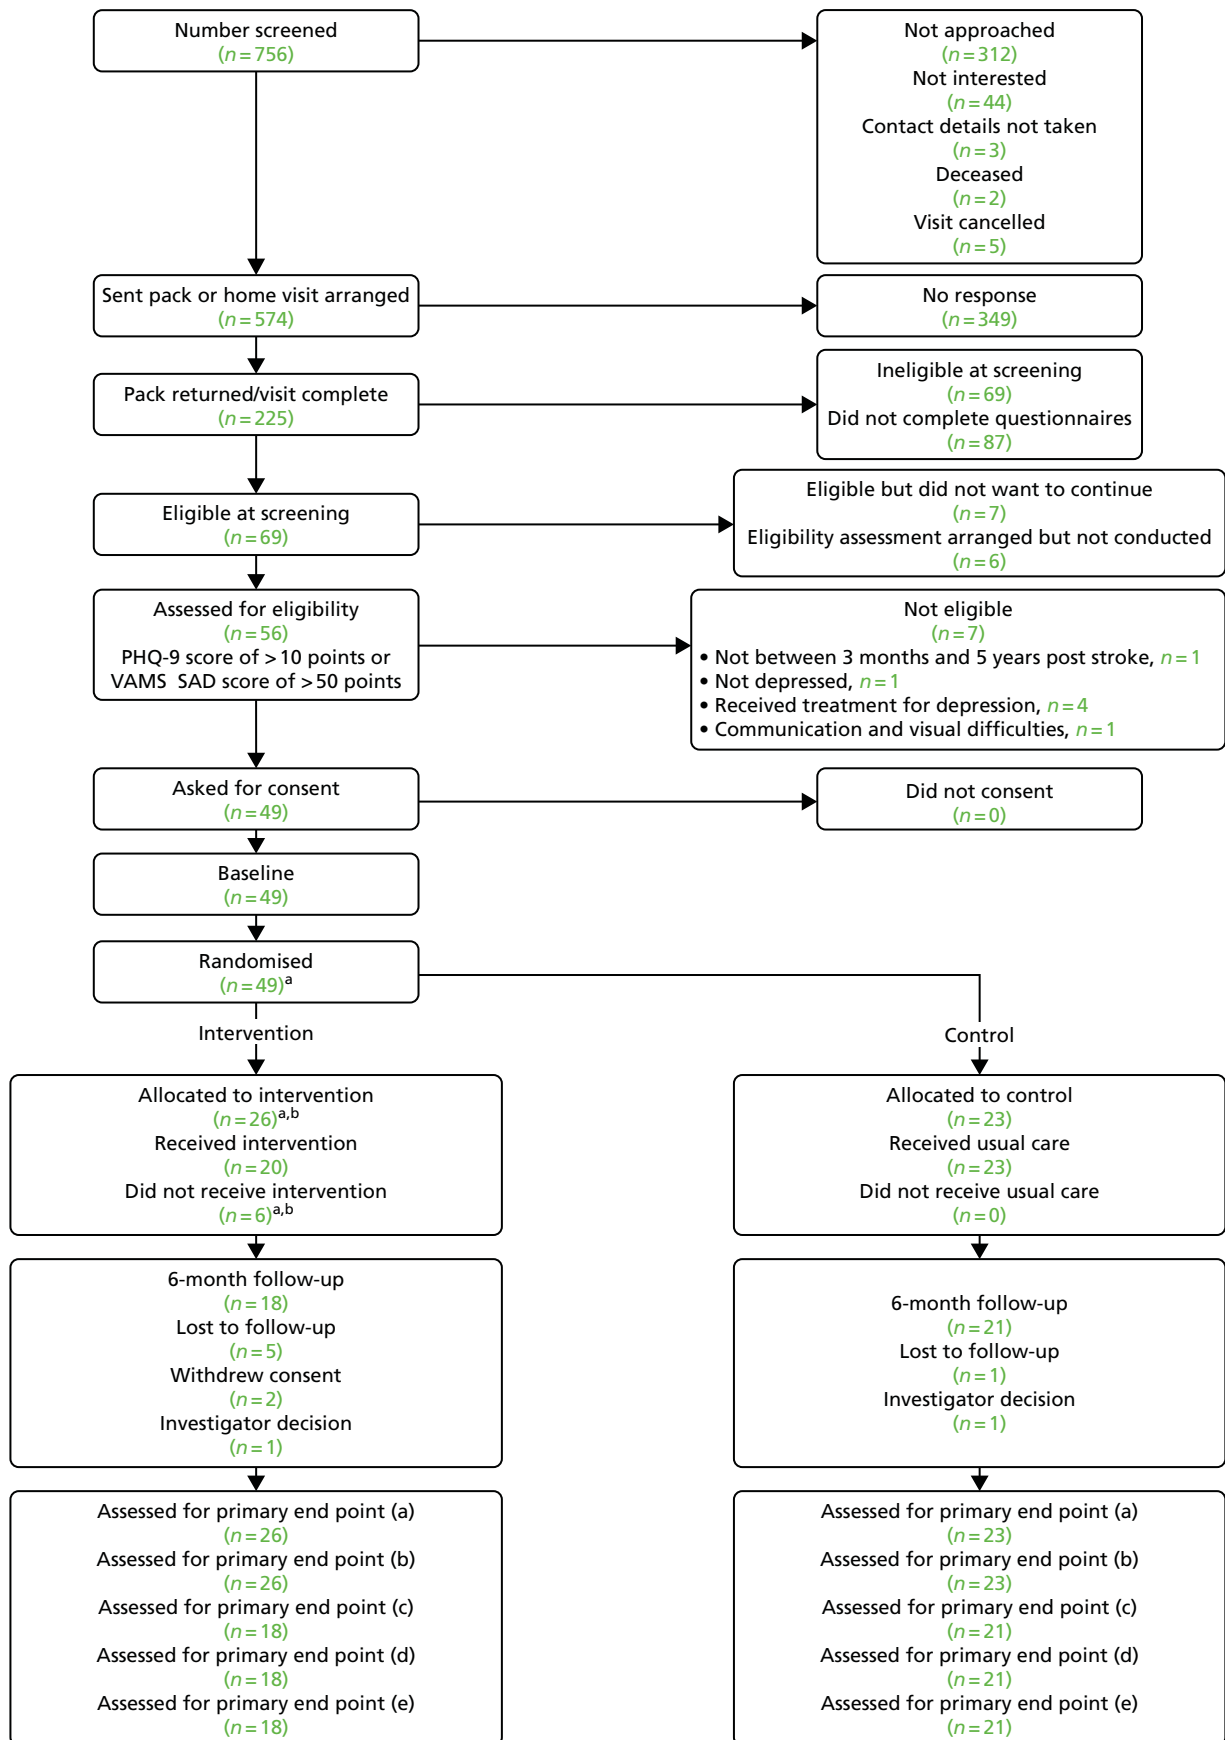 Number screened
(n=756)
Not approached
(n=312)
Not interested
(n=44)
Contact details not taken
(n=3)
Deceased
(n=2)
Visit cancelled
(n=5)
Sent pack or home visit arranged
(n=574)
No response
(n=349)
Pack returned/visit complete
(n=225)
Ineligible at screening
(n=69)
Did not complete questionnaires
(n=87)
Eligible at screening
(n=69)
Eligible but did not want to continue
(n=7)
Eligibility assessment arranged but not conducted
(n=6)
Assessed for eligibility
(n=56)
PHQ-9 score of >10 points or
VAMS SAD score of >50 points
Not eligible
(n=7)
• Not between 3 months and 5 years post stroke, n=1
• Not depressed, n=1
• Received treatment for depression, n=4
• Communication and visual difficulties, n=1
Asked for consent
(n=49)
Did not consent
(n=0)
Baseline
(n=49)
Randomised
(n=49)a
Intervention
Control
Allocated to intervention
(n=26)a,b
Received intervention
(n=20)
Did not receive intervention
(n=6)a,b
Allocated to control
(n=23)
Received usual care
(n=23)
Did not receive usual care
(n=0)
6-month follow-up
(n=18)
Lost to follow-up
(n=5)
Withdrew consent
(n=2)
Investigator decision
(n=1)
6-month follow-up
(n=21)
Lost to follow-up
(n=1)
Investigator decision
(n=1)
Assessed for primary end point (a)
(n=26)
Assessed for primary end point (b)
(n=26)
Assessed for primary end point (c)
(n=18)
Assessed for primary end point (d)
(n=18)
Assessed for primary end point (e)
(n=18)
Assessed for primary end point (a)
(n=23)
Assessed for primary end point (b)
(n=23)
Assessed for primary end point (c)
(n=21)
Assessed for primary end point (d)
(n=21)
Assessed for primary end point (e)
(n=21)